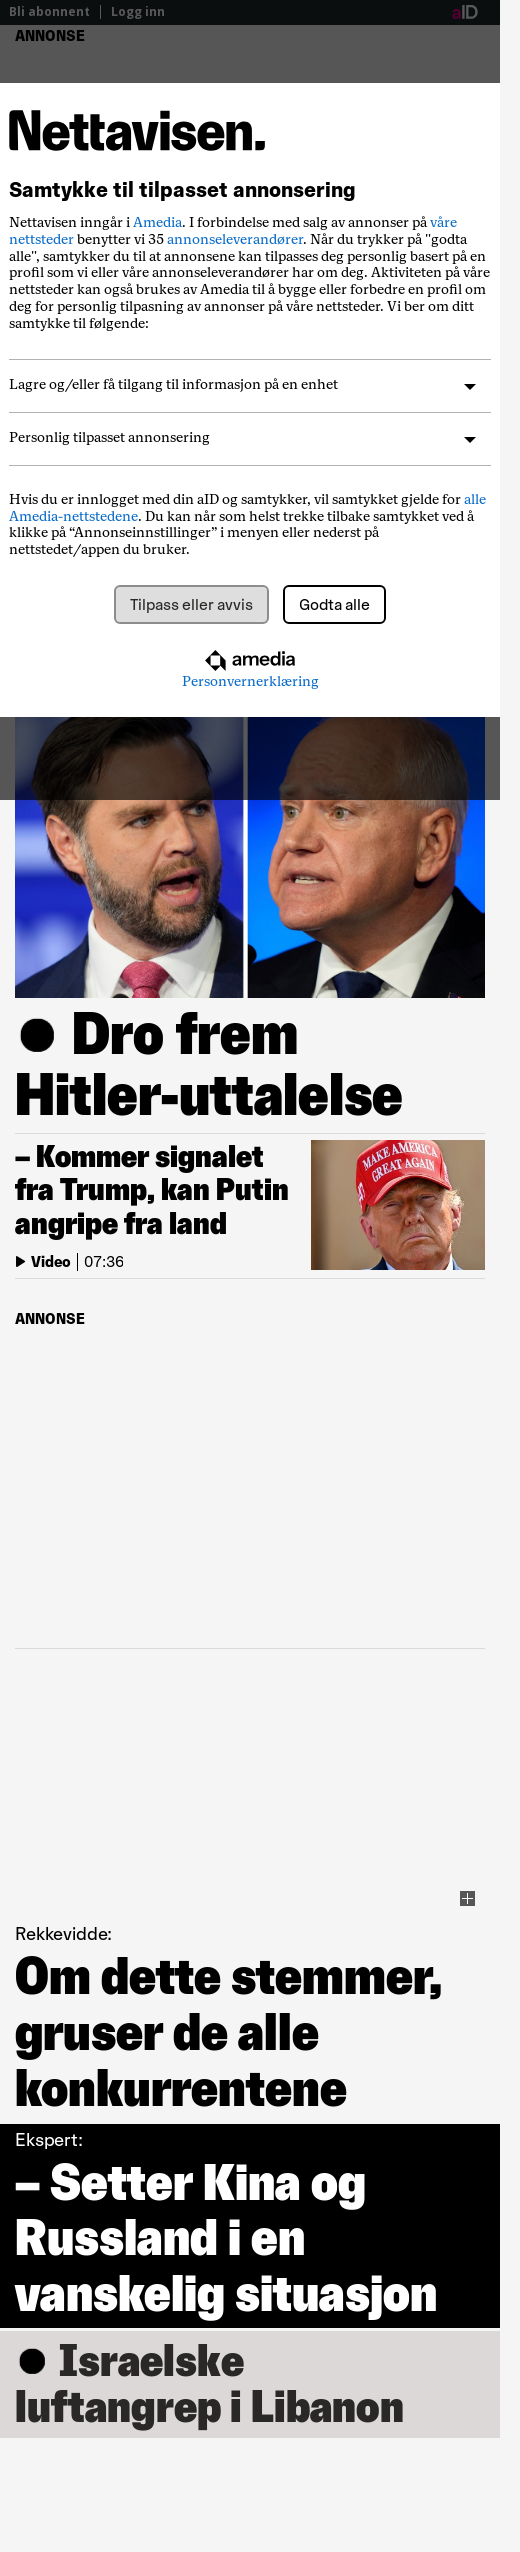 Bli abonnent | Logg inn
aID
ANNONSE
Nettavisen.
Samtykke til tilpasset annonsering
Nettavisen inngår i Amedia. I forbindelse med salg av annonser på våre
nettsteder benytter vi 35 annonseleverandører. Når du trykker på "godta
alle", samtykker du til at annonsene kan tilpasses deg personlig basert på en
profil som vi eller våre annonseleverandører har om deg. Aktiviteten på våre
nettsteder kan også brukes av Amedia til å bygge eller forbedre en profil om
deg for personlig tilpasning av annonser på våre nettsteder. Vi ber om ditt
samtykke til følgende:
Lagre og/eller få tilgang til informasjon på en enhet
Personlig tilpasset annonsering
Hvis du er innlogget med din aID og samtykker, vil samtykket gjelde for alle
Amedia-nettstedene. Du kan når som helst trekke tilbake samtykket ved å
klikke på “Annonseinnstillinger” i menyen eller nederst på
nettstedet/appen du bruker.
Tilpass eller avvis
Godta alle
amedia
Personvernerklæring
Dro frem
Hitler-uttalelse
– Kommer signalet
fra Trump, kan Putin
angripe fra land
MAKE AMERICA
GREAT AGAIN
Video | 07:36
ANNONSE
Rekkevidde:
Om dette stemmer,
gruser de alle
konkurrentene
Ekspert:
– Setter Kina og
Russland i en
vanskelig situasjon
Israelske
luftangrep i Libanon